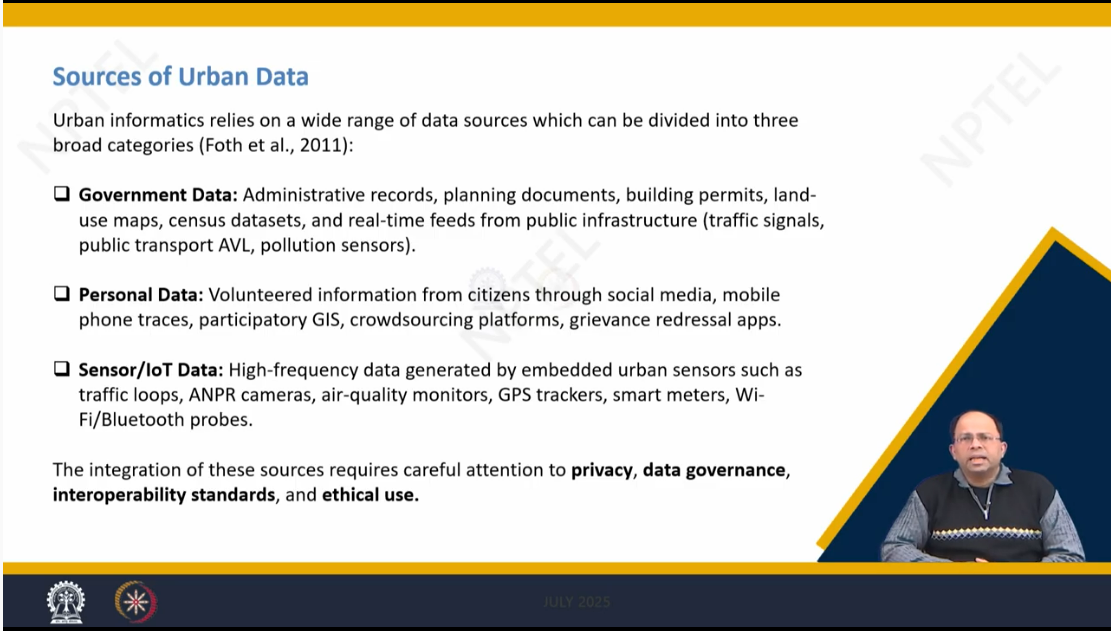 Sources of Urban Data
Urban informatics relies on a wide range of data sources which can be divided into three
broad categories (Foth et al., 2011):
Government Data: Administrative records, planning documents, building permits, land-
use maps, census datasets, and real-time feeds from public infrastructure (traffic signals,
public transport AVL, pollution sensors).
Personal Data: Volunteered information from citizens through social media, mobile
phone traces, participatory GIS, crowdsourcing platforms, grievance redressal apps.
Sensor/IoT Data: High-frequency data generated by embedded urban sensors such as
traffic loops, ANPR cameras, air-quality monitors, GPS trackers, smart meters, Wi-
Fi/Bluetooth probes.
The integration of these sources requires careful attention to privacy, data governance,
interoperability standards, and ethical use.
NPTEL
NPTEL
NPTEL
JULY 2025